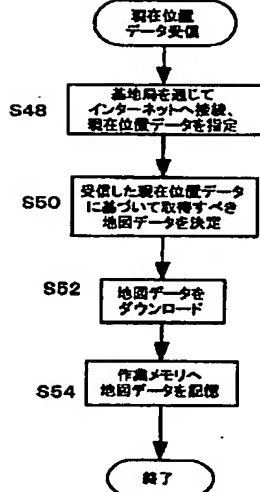 現在位置
データ受信
S48
基地局を通じて
インターネットへ接続、
現在位置データを指定
S50
受信した現在位置データ
に基づいて取得すべき
地図データを決定
S52
地図データを
ダウンロード
S54
作業メモリへ
地図データを記憶
終了